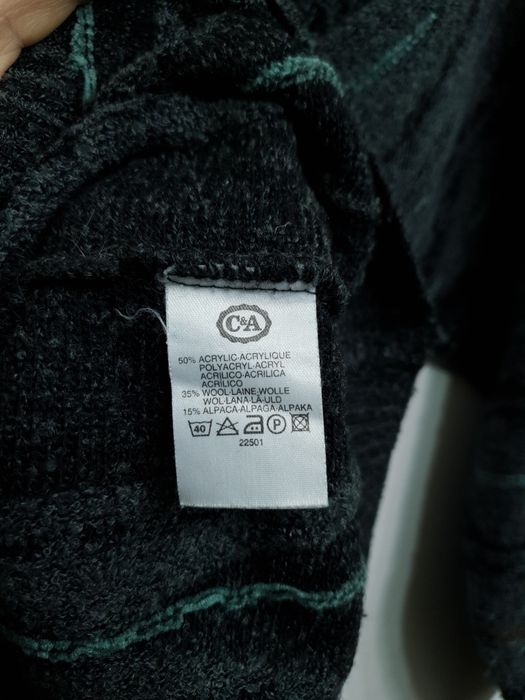 C&A
50% ACRYLIC-ACRYLIQUE
POLYACRYL-ACRYL
ACRILICO-ACRILICA
ACRÍLICO
35% WOOL-LAINE-WOLLE
WOL-LANA-LÃ-ULD
15% ALPACA-ALPAGA-ALPAKA
40 P
22501